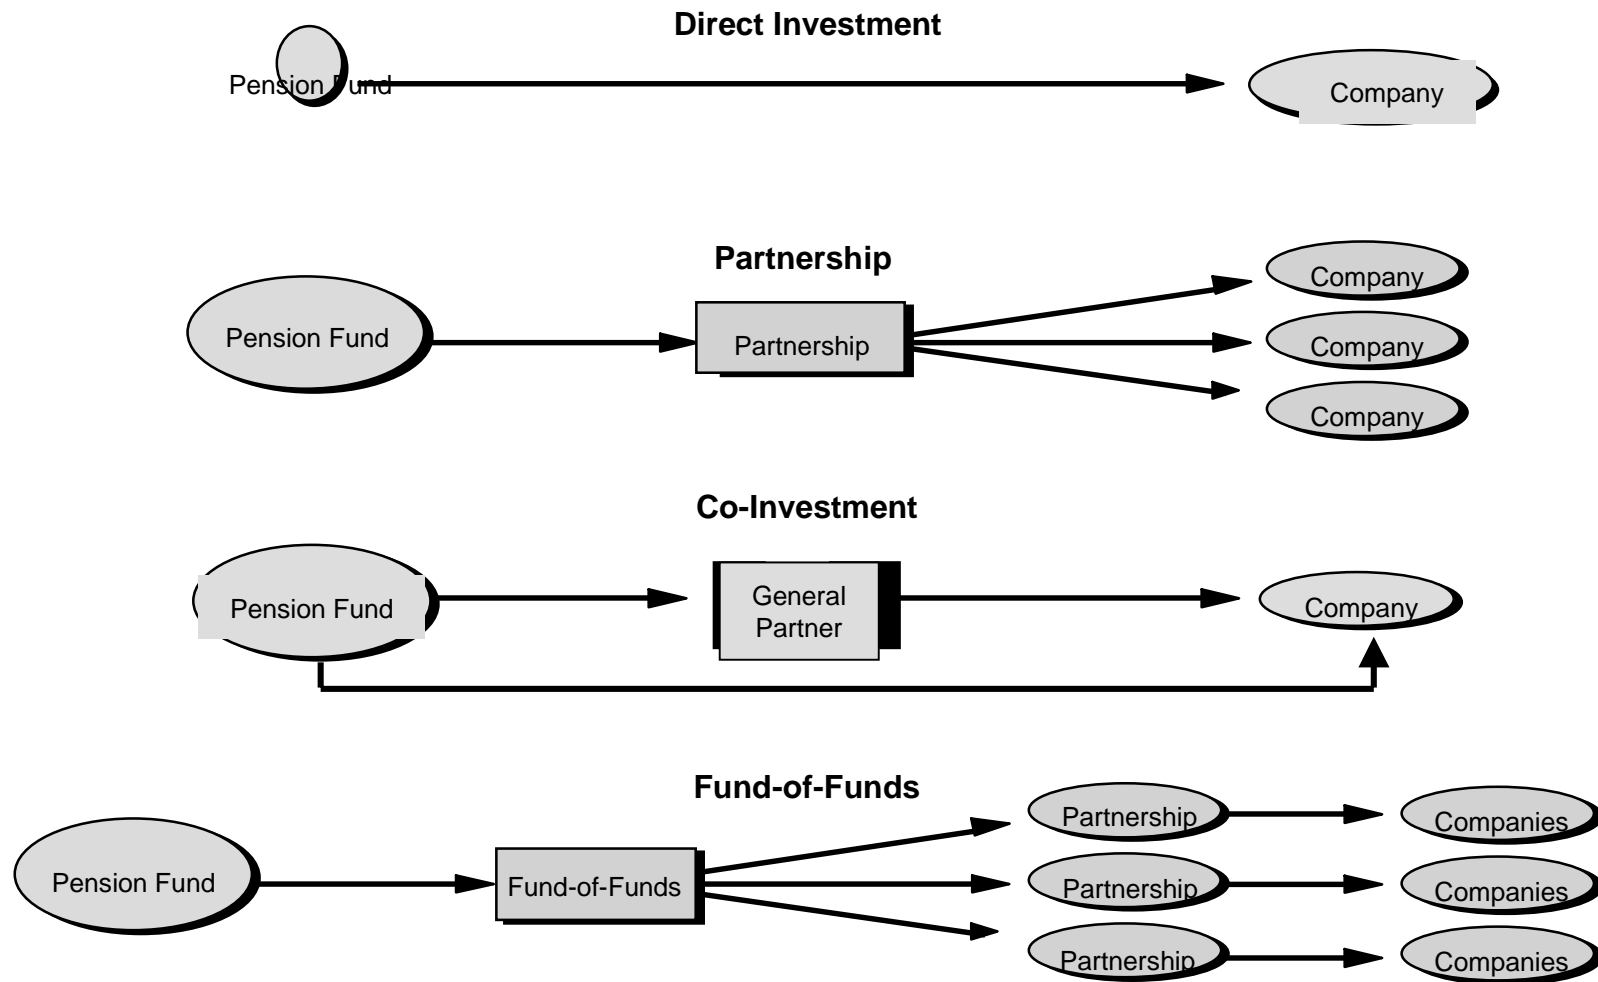 Direct Investment
Pension Fund
Company
Partnership
Pension Fund
Partnership
Company
Company
Company
Co-Investment
Pension Fund
General
Partner
Company
Fund-of-Funds
Pension Fund
Fund-of-Funds
Partnership
Companies
Partnership
Companies
Partnership
Companies